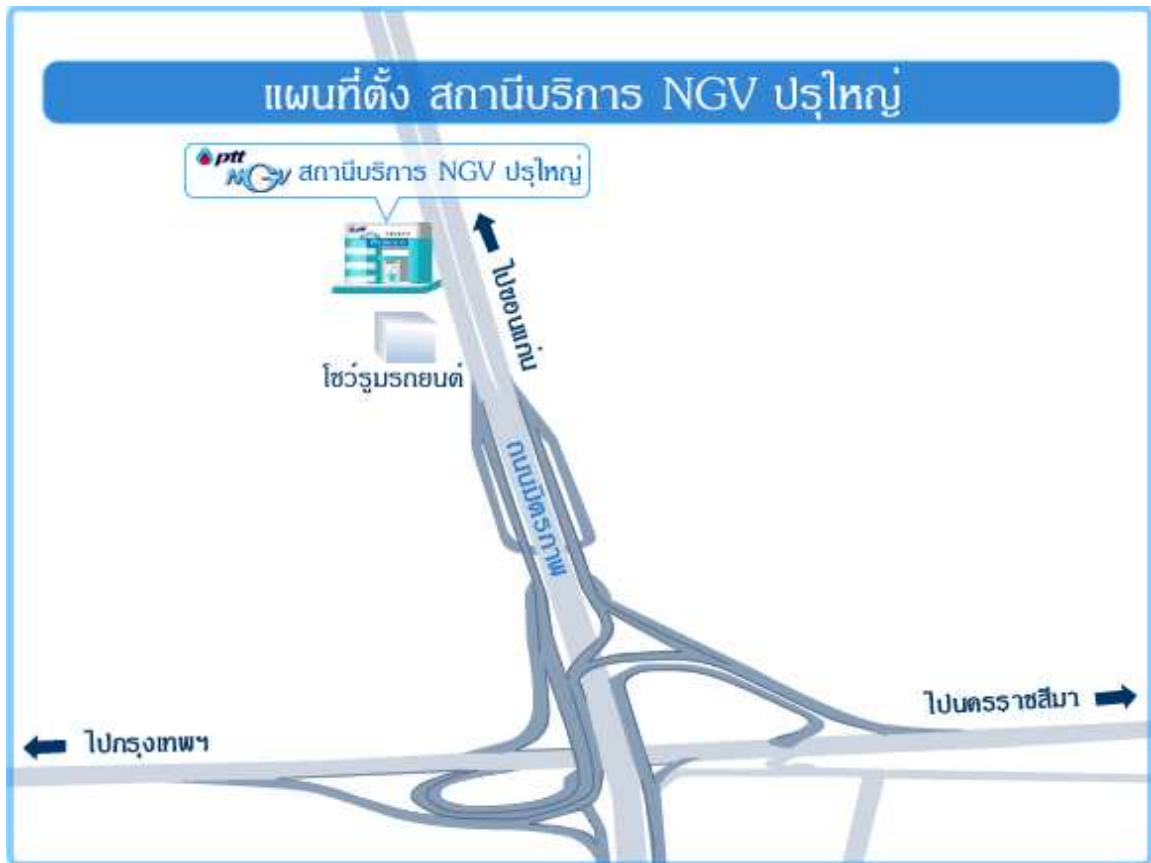 แผนที่ตั้ง สถานีบริการ NGV ปรุใหญ่
ptt
NGV สถานีบริการ NGV ปรุใหญ่
ไปขอนแก่น
โชว์รูมรถยนต์
ถนนมิตรภาพ
ไปนครราชสีมา
ไปกรุงเทพฯ